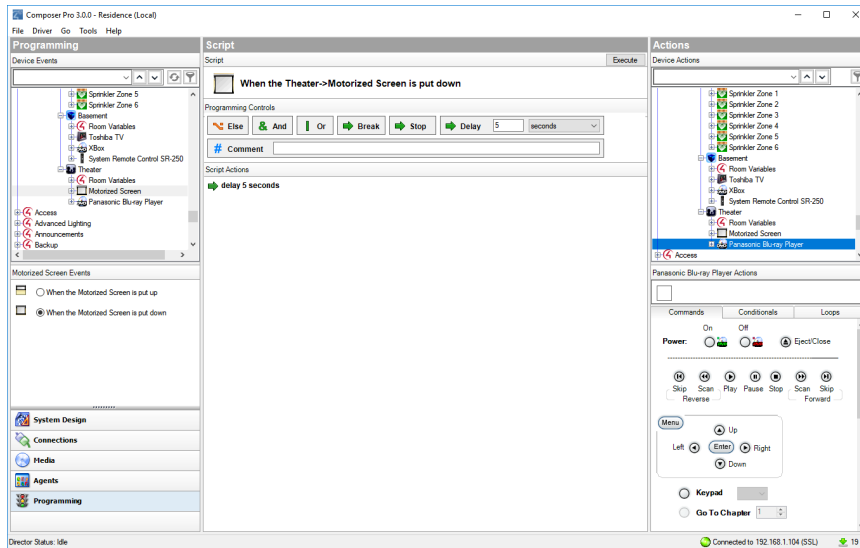 Composer Pro 3.0.0 - Residence (Local)
File Driver Go Tools Help
Programming
Device Events
Sprinkler Zone 5
Sprinkler Zone 6
Basement
Room Variables
Toshiba TV
XBox
System Remote Control SR-250
Theater
Room Variables
Motorized Screen
Panasonic Blu-ray Player
Access
Advanced Lighting
Announcements
Backup
Motorized Screen Events
When the Motorized Screen is put up
When the Motorized Screen is put down
System Design
Connections
Media
Agents
Programming
Script
Script Execute
When the Theater->Motorized Screen is put down
Programming Controls
Else And Or Break Stop Delay 5 seconds
# Comment
Script Actions
delay 5 seconds
Actions
Device Actions
Sprinkler Zone 1
Sprinkler Zone 2
Sprinkler Zone 3
Sprinkler Zone 4
Sprinkler Zone 5
Sprinkler Zone 6
Basement
Room Variables
Toshiba TV
XBox
System Remote Control SR-250
Theater
Room Variables
Motorized Screen
Panasonic Blu-ray Player
Access
Panasonic Blu-ray Player Actions
Commands Conditionals Loops
On Off
Power: Eject/Close
Skip Scan Play Pause Stop Scan Skip
Reverse Forward
Menu
Up
Left Enter Right
Down
Keypad
Go To Chapter 1
Director Status: Idle Connected to 192.168.1.104 (SSL) 19